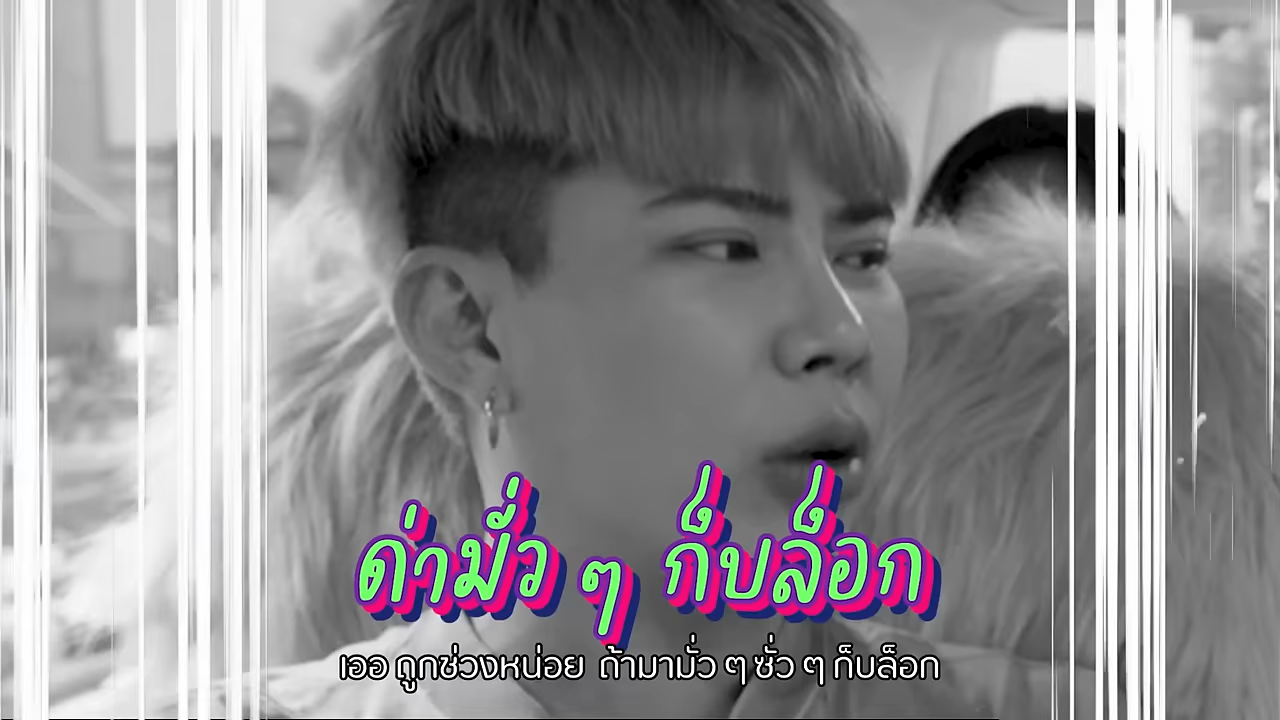 ด่ามั่ว ๆ ก็บล็อก
เออ ถูกช่วงหน่อย ถ้ามามั่ว ๆ ซั่ว ๆ ก็บล็อก